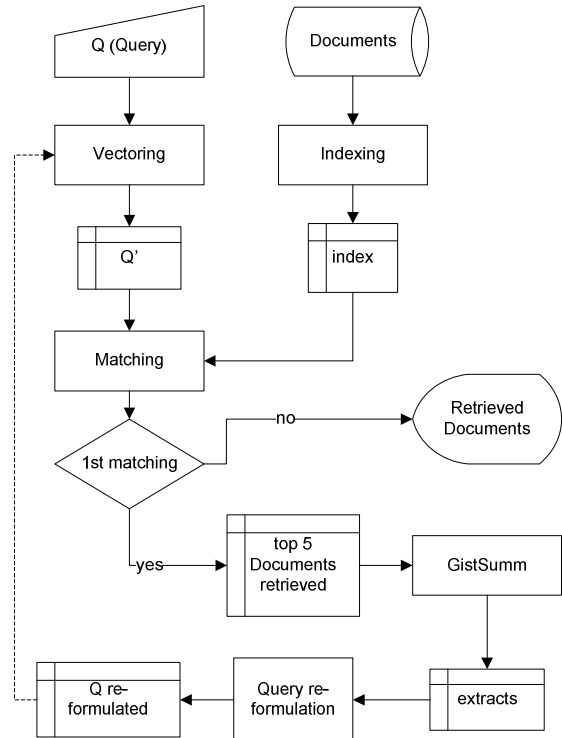 Q (Query)
Documents
Vectoring
Indexing
Q’
index
Matching
no
Retrieved
Documents
1st matching
yes
top 5
Documents
retrieved
GistSumm
Q re-
formulated
Query re-
formulation
extracts